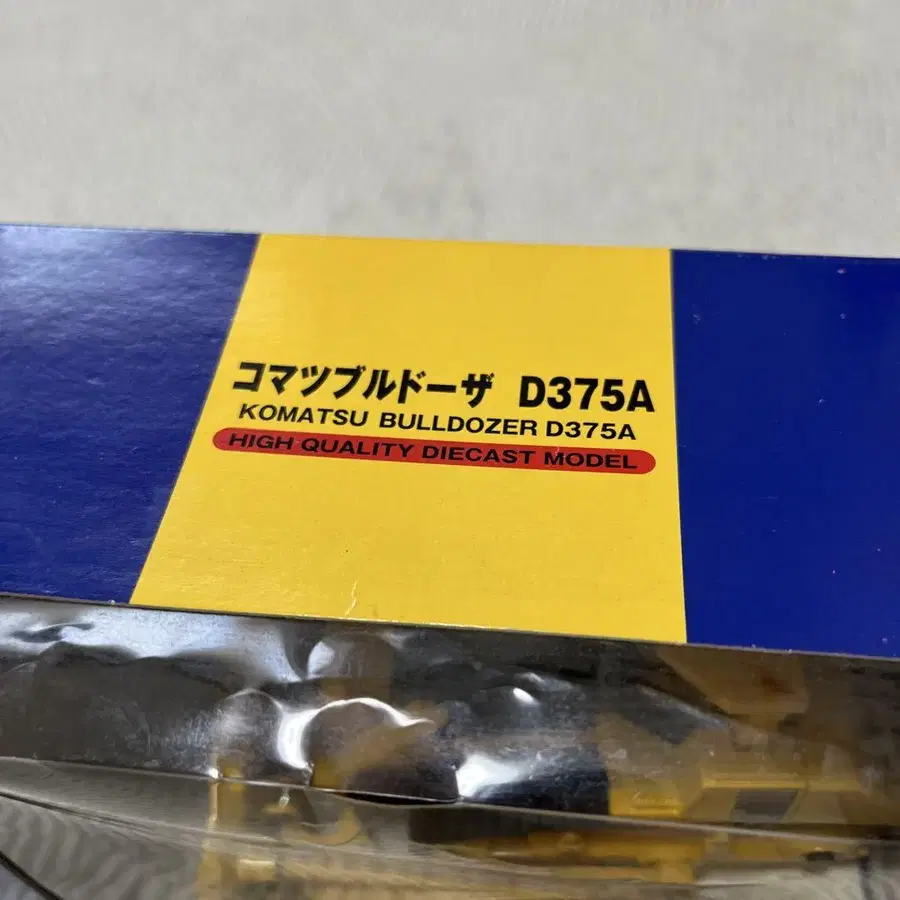 コマツブルドーザ D375A
KOMATSU BULLDOZER D375A
HIGH QUALITY DIECAST MODEL